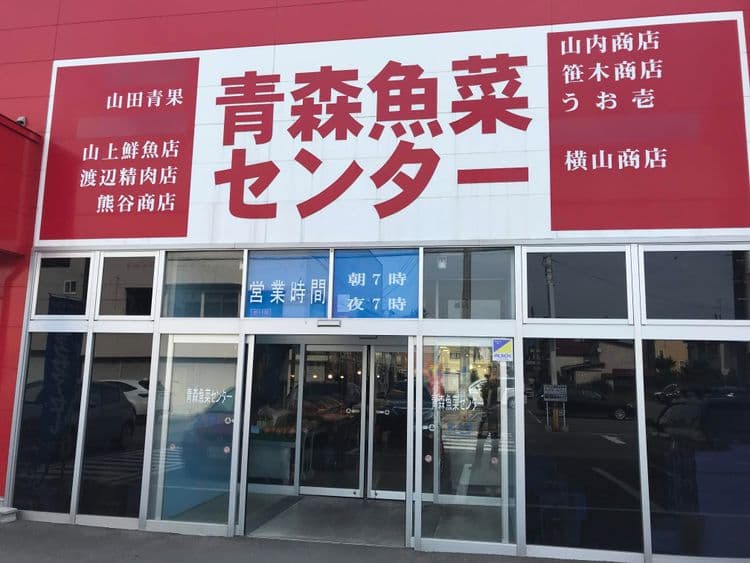 山田青果
山上鮮魚店
渡辺精肉店
熊谷商店
青森魚菜
センター
山内商店
笹木商店
うお壱
横山商店
営業時間
朝7時
夜7時
青森魚菜センター
青森魚菜センター